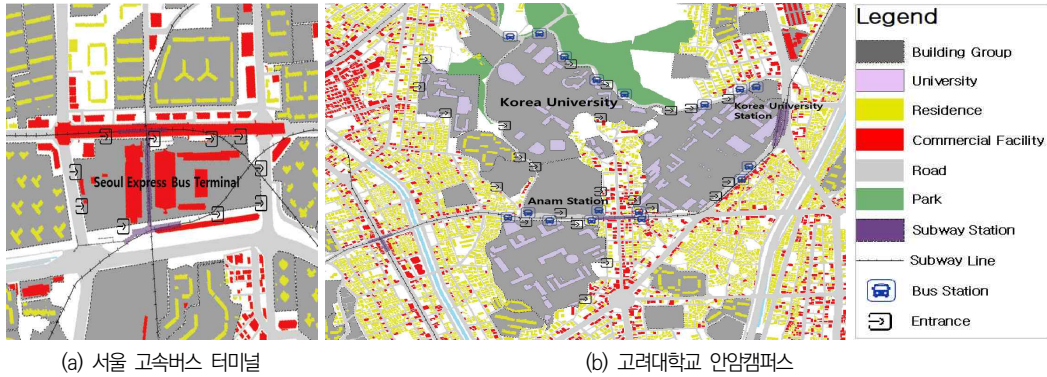 Seoul Express Bus Terminal
Korea University
Korea University
Station
Anam Station
Legend
Building Group
University
Residence
Commercial Facility
Road
Park
Subway Station
Subway Line
Bus Station
Entrance
(a) 서울 고속버스 터미널
(b) 고려대학교 안암캠퍼스